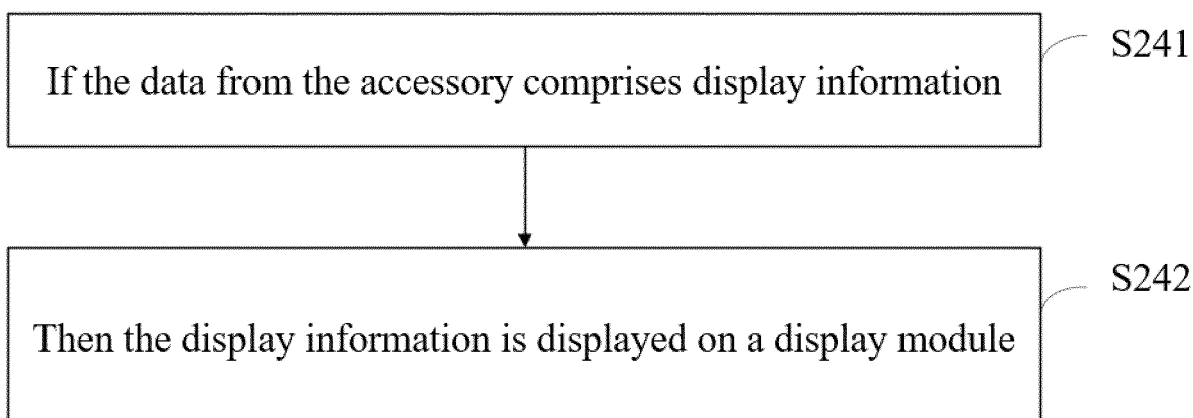 If the data from the accessory comprises display information
S241
Then the display information is displayed on a display module
S242